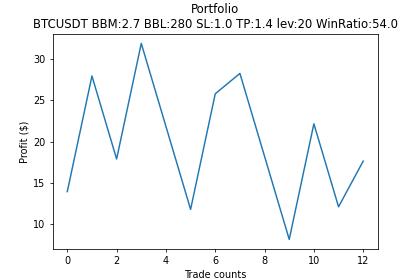 Portfolio
BTCUSDT BBM:2.7 BBL:280 SL:1.0 TP:1.4 lev:20 WinRatio:54.0
30
25
20
15
10
Profit ($)
0 2 4 6 8 10 12
Trade counts